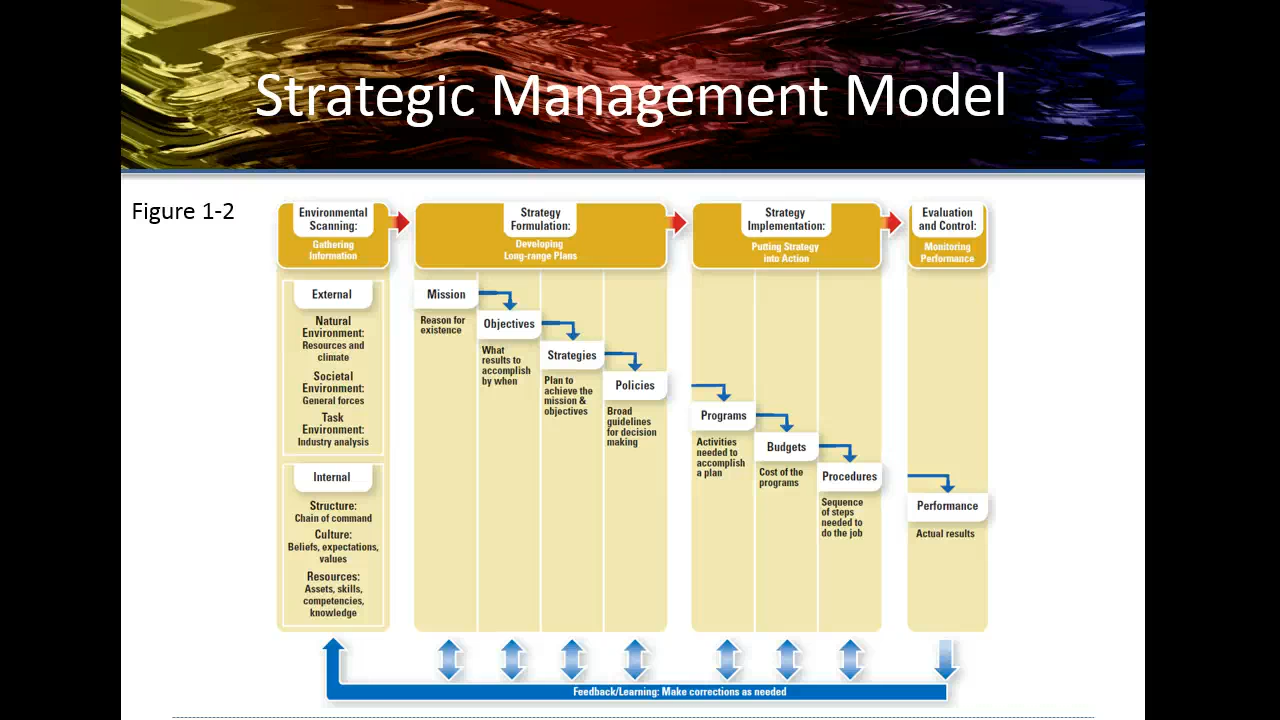 Strategic Management Model
Figure 1-2
Environmental
Scanning:
Gathering
Information
Strategy
Formulation:
Developing
Long-range Plans
Strategy
Implementation:
Putting Strategy
into Action
Evaluation
and Control:
Monitoring
Performance
External
Natural
Environment:
Resources and
climate
Societal
Environment:
General forces
Task
Environment:
Industry analysis
Internal
Structure:
Chain of command
Culture:
Beliefs, expectations,
values
Resources:
Assets, skills,
competencies,
knowledge
Mission
Reason for
existence
Objectives
What
results to
accomplish
by when
Strategies
Plan to
achieve the
mission &
objectives
Policies
Broad
guidelines
for decision
making
Programs
Activities
needed to
accomplish
a plan
Budgets
Cost of the
programs
Procedures
Sequence
of steps
needed to
do the job
Performance
Actual results
Feedback/Learning: Make corrections as needed